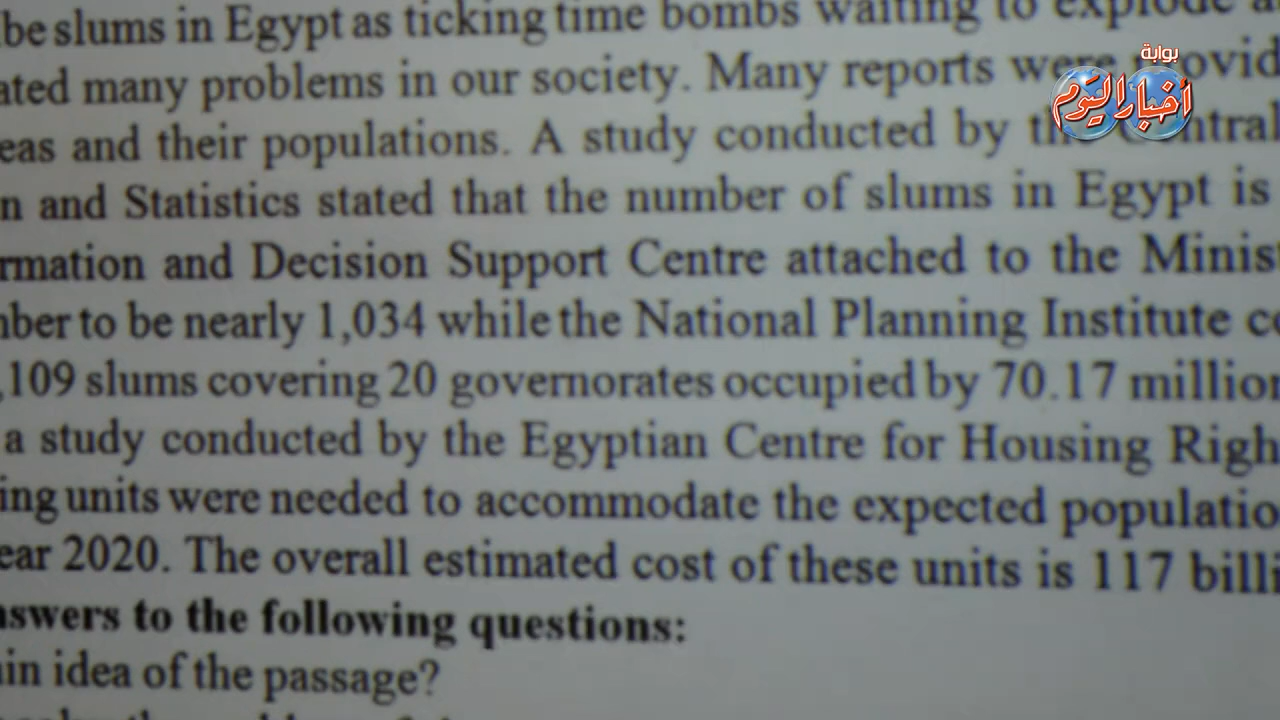 be slums in Egypt as ticking time bombs waiting to explode
ated many problems in our society. Many reports were
eas and their populations. A study conducted by
n and Statistics stated that the number of slums in Egypt is
rmation and Decision Support Centre attached to the Minist
nber to be nearly 1,034 while the National Planning Institute co
,109 slums covering 20 governorates occupied by 70.17 million
a study conducted by the Egyptian Centre for Housing Righ
ing units were needed to accommodate the expected populatio
ear 2020. The overall estimated cost of these units is 117 billi
nswers to the following questions:
in idea of the passage?
بوابة
أخبار اليوم